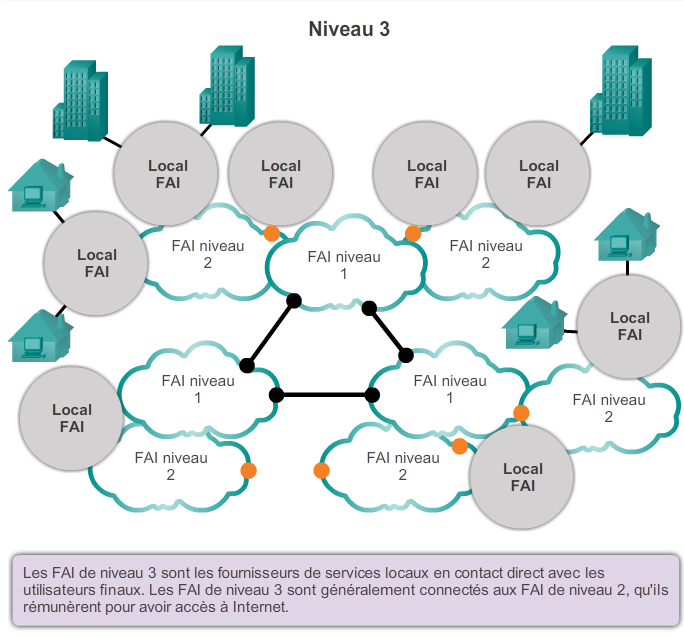 Niveau 3
Local
FAI
Local
FAI
Local
FAI
Local
FAI
Local
FAI
FAI niveau
2
FAI niveau
1
FAI niveau
2
Local
FAI
FAI niveau
1
FAI niveau
1
FAI niveau
2
Local
FAI
FAI niveau
2
FAI niveau
2
Local
FAI
Les FAI de niveau 3 sont les fournisseurs de services locaux en contact direct avec les
utilisateurs finaux. Les FAI de niveau 3 sont généralement connectés aux FAI de niveau 2, qu'ils
rémunèrent pour avoir accès à Internet.